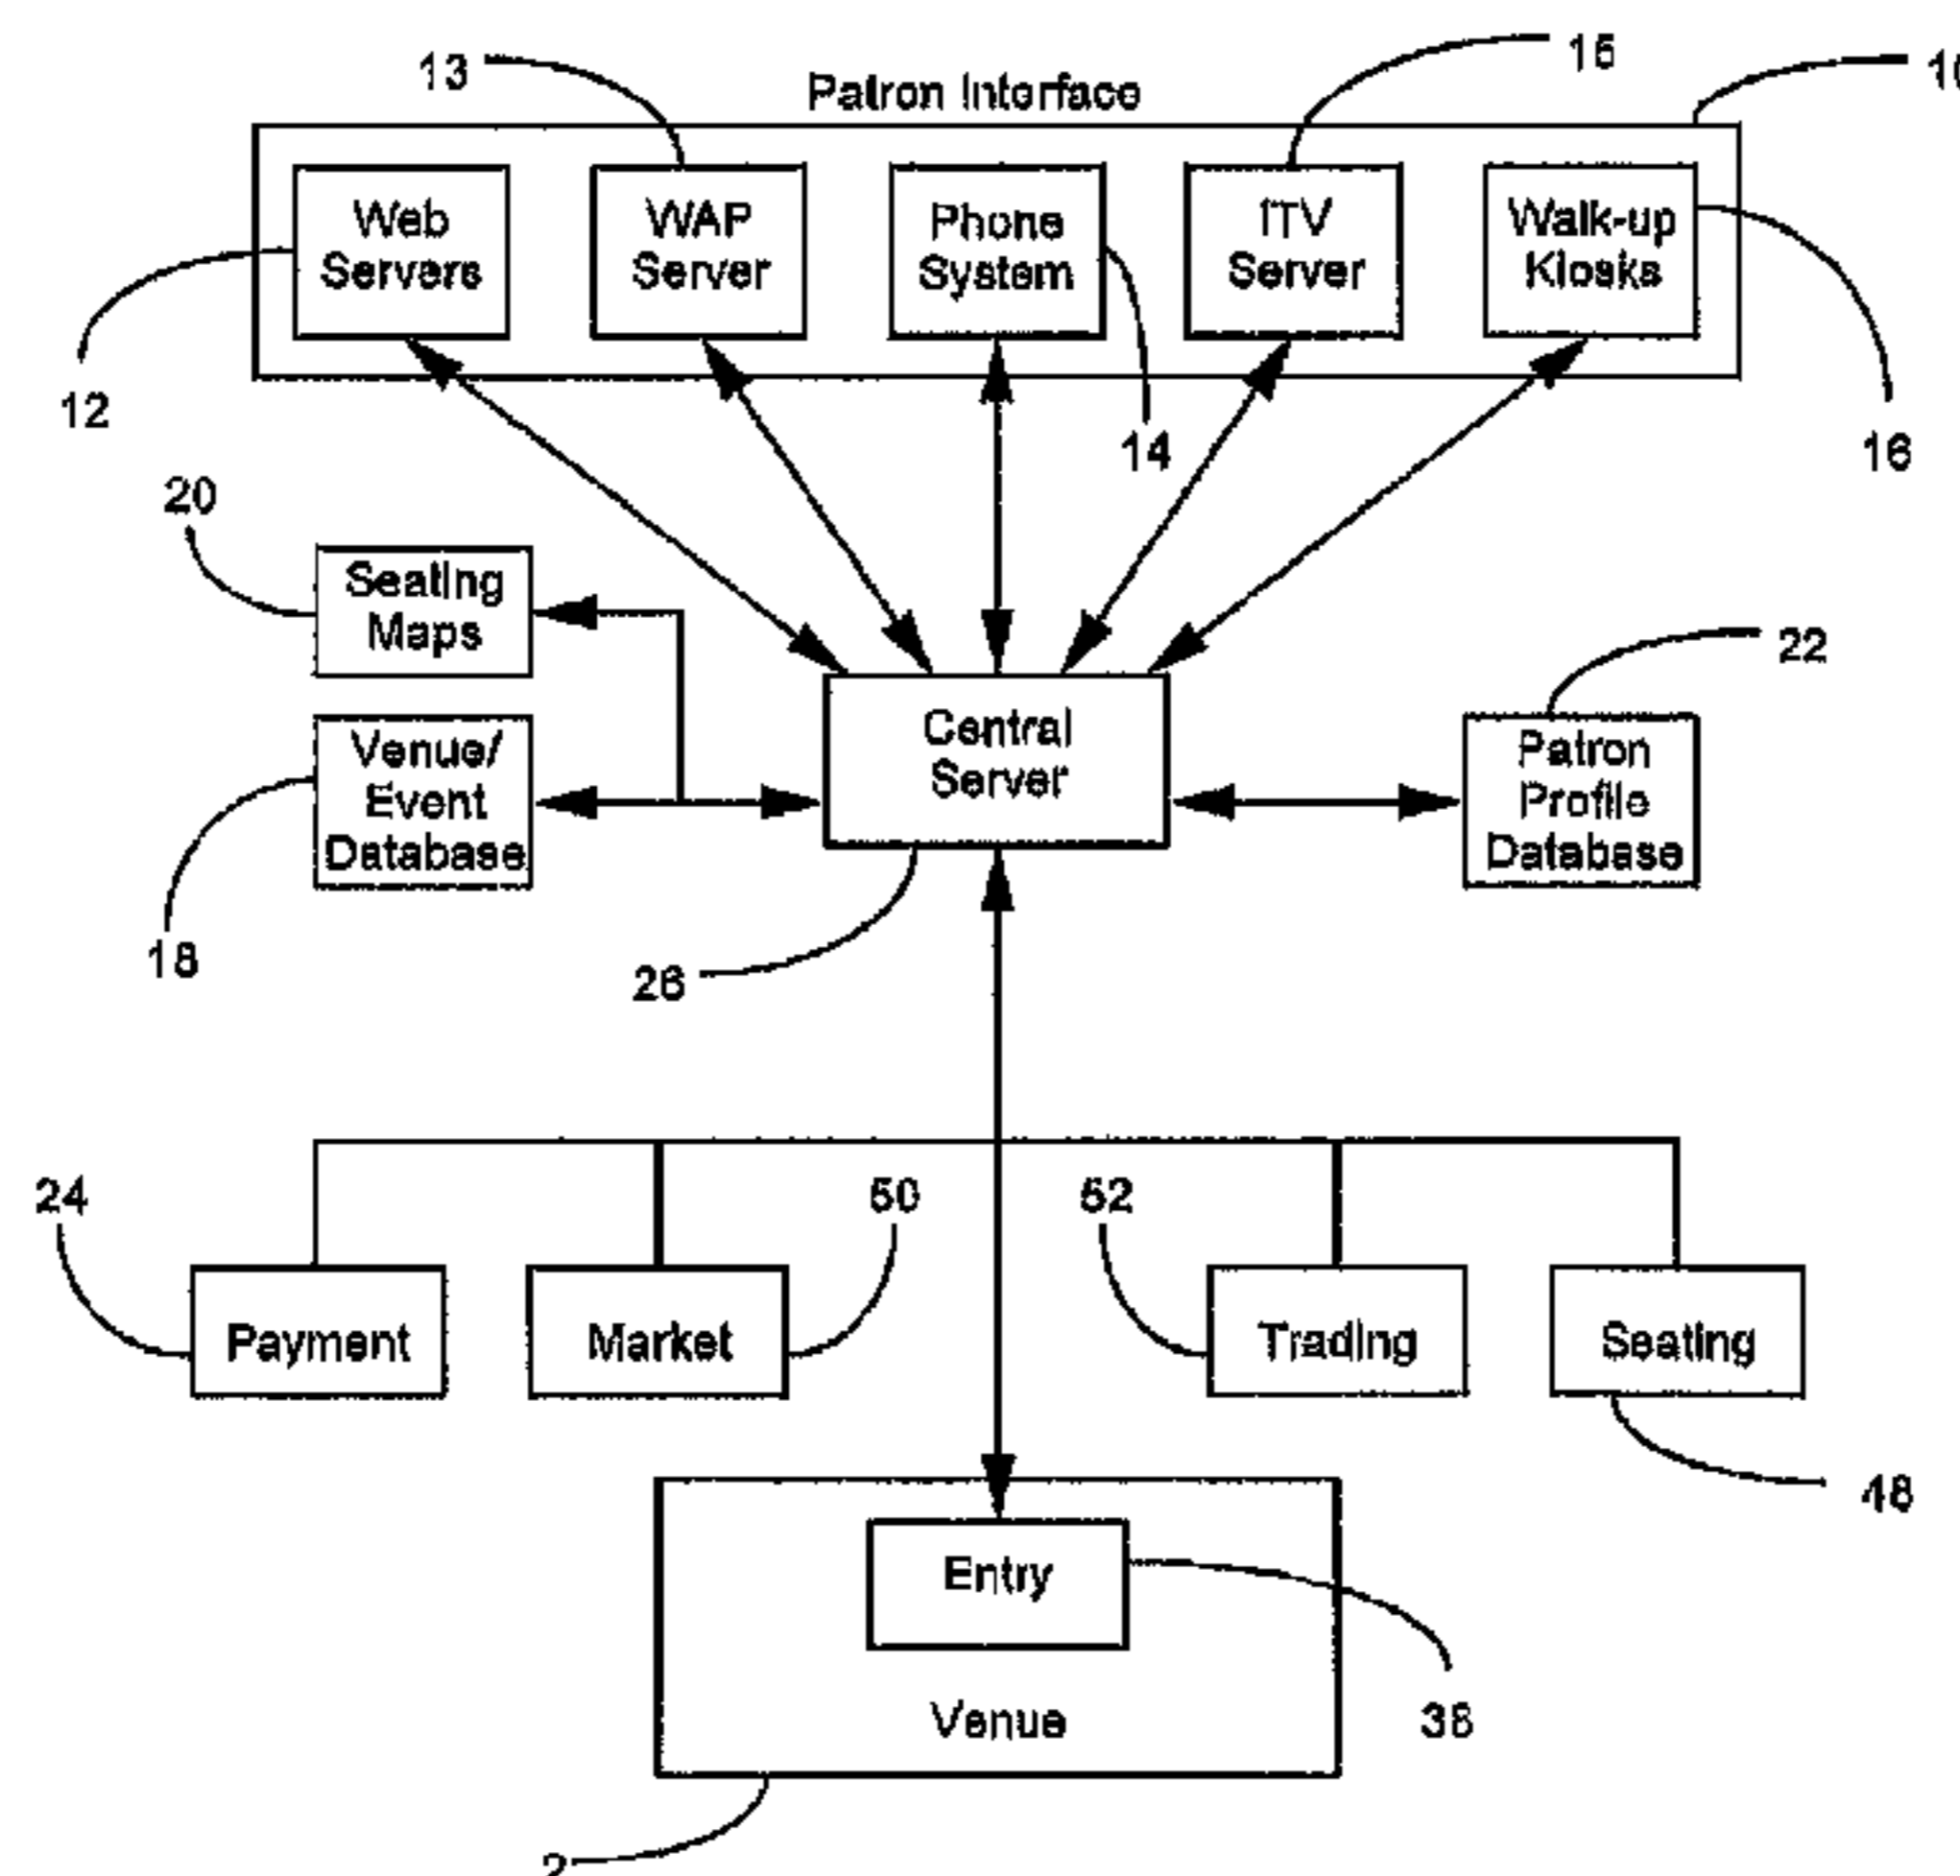 13
15
Patron Interface
10
Web
Servers
WAP
Server
Phone
System
ITV
Server
Walk-up
Kiosks
12
14
16
20
Seating
Maps
22
Venue/
Event
Database
Central
Server
Patron
Profile
Database
18
26
24
50
52
Payment
Market
Trading
Seating
48
Entry
Venue
2